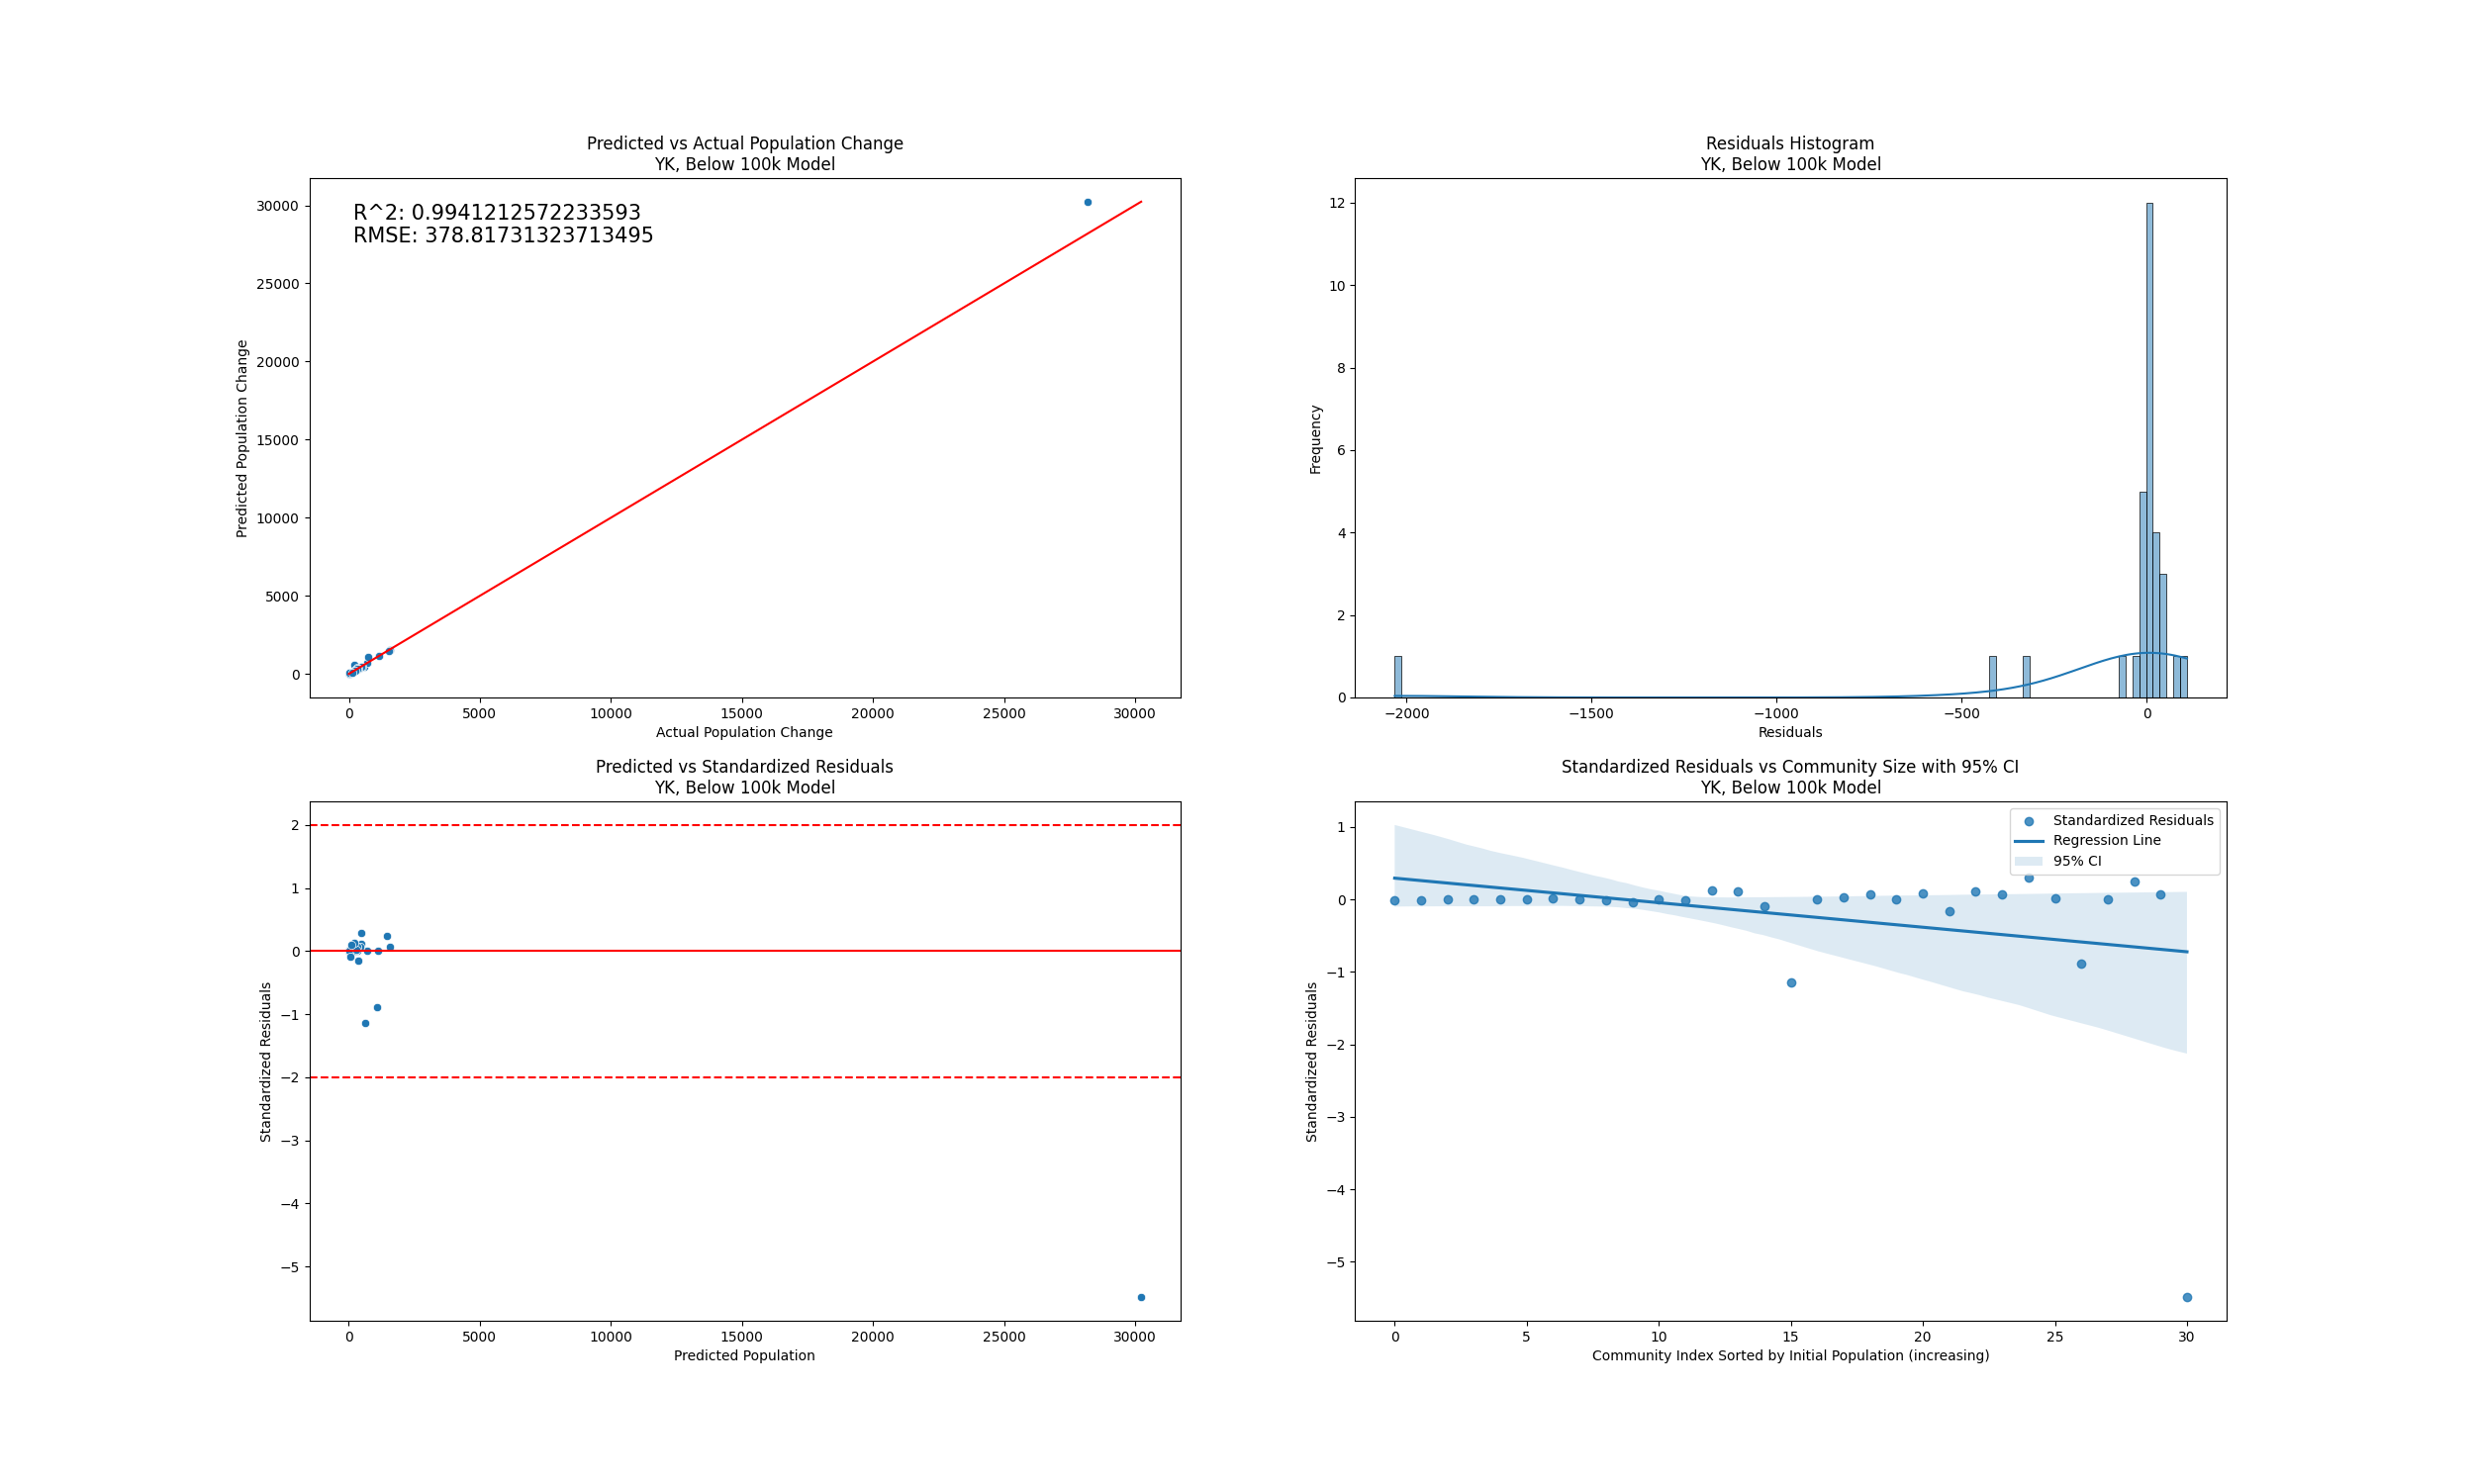 Predicted vs Actual Population Change
YK, Below 100k Model
R^2: 0.9941212572233593
RMSE: 378.81731323713495
30000
25000
20000
15000
10000
5000
0
Predicted Population Change
0 5000 10000 15000 20000 25000 30000
Actual Population Change
Residuals Histogram
YK, Below 100k Model
12
10
8
6
4
2
0
Frequency
−2000 −1500 −1000 −500 0
Residuals
Predicted vs Standardized Residuals
YK, Below 100k Model
2
1
0
−1
−2
−3
−4
−5
Standardized Residuals
0 5000 10000 15000 20000 25000 30000
Predicted Population
Standardized Residuals vs Community Size with 95% CI
YK, Below 100k Model
Standardized Residuals
Regression Line
95% CI
1
0
−1
−2
−3
−4
−5
Standardized Residuals
0 5 10 15 20 25 30
Community Index Sorted by Initial Population (increasing)